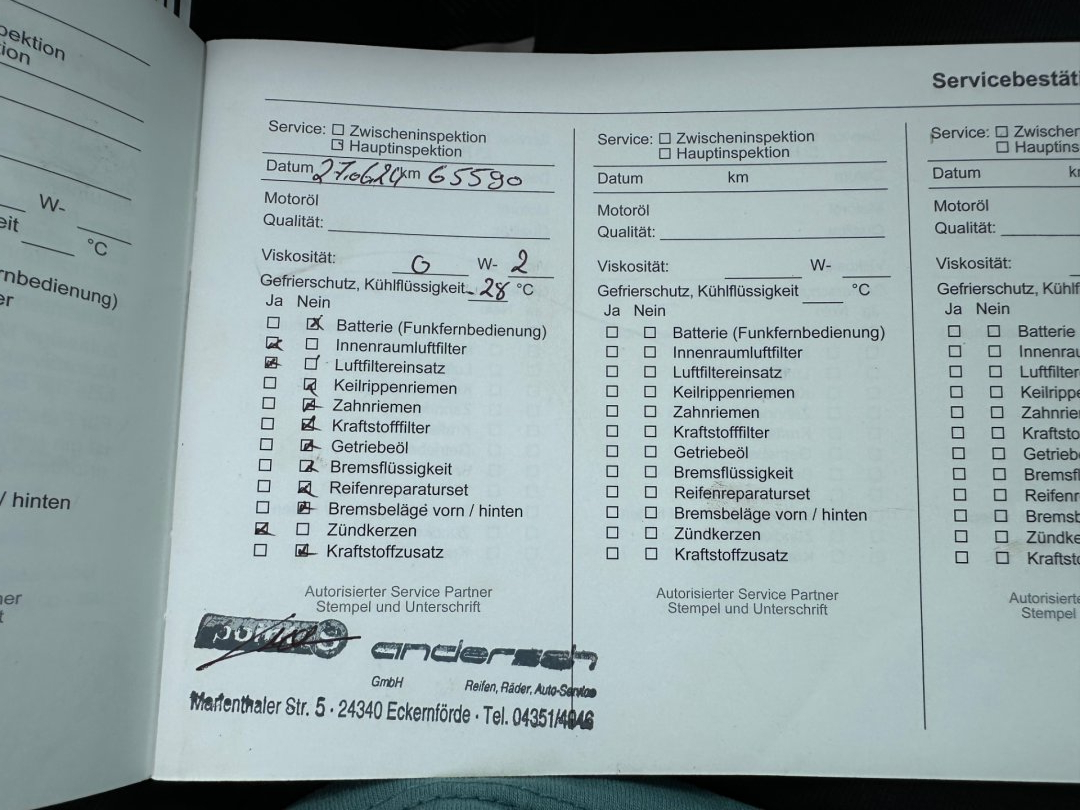 pektion
tion
W-
eit °C
rnbedienung)
er
/ hinten
ner
t
Servicebestäti
Service: ☐ Zwischeninspektion
☒ Hauptinspektion
Datum 27.06.24 km 65590
Motoröl
Qualität:
Viskosität: 0 W- 2
Gefrierschutz, Kühlflüssigkeit -28 °C
Ja Nein
☐ ☒ Batterie (Funkfernbedienung)
☒ ☐ Innenraumluftfilter
☒ ☐ Luftfiltereinsatz
☐ ☒ Keilrippenriemen
☐ ☒ Zahnriemen
☐ ☒ Kraftstofffilter
☐ ☒ Getriebeöl
☐ ☒ Bremsflüssigkeit
☐ ☒ Reifenreparaturset
☐ ☒ Bremsbeläge vorn / hinten
☒ ☐ Zündkerzen
☐ ☒ Kraftstoffzusatz
Autorisierter Service Partner
Stempel und Unterschrift
andersen
GmbH Reifen, Räder, Auto-Service
Marienthaler Str. 5 · 24340 Eckernförde · Tel. 04351/4046
Service: ☐ Zwischeninspektion
☐ Hauptinspektion
Datum km
Motoröl
Qualität:
Viskosität: W-
Gefrierschutz, Kühlflüssigkeit °C
Ja Nein
☐ ☐ Batterie (Funkfernbedienung)
☐ ☐ Innenraumluftfilter
☐ ☐ Luftfiltereinsatz
☐ ☐ Keilrippenriemen
☐ ☐ Zahnriemen
☐ ☐ Kraftstofffilter
☐ ☐ Getriebeöl
☐ ☐ Bremsflüssigkeit
☐ ☐ Reifenreparaturset
☐ ☐ Bremsbeläge vorn / hinten
☐ ☐ Zündkerzen
☐ ☐ Kraftstoffzusatz
Autorisierter Service Partner
Stempel und Unterschrift
Service: ☐ Zwischen
☐ Hauptins
Datum k
Motoröl
Qualität:
Viskosität:
Gefrierschutz, Kühlf
Ja Nein
☐ ☐ Batterie
☐ ☐ Innenra
☐ ☐ Luftfilter
☐ ☐ Keilrippe
☐ ☐ Zahnrie
☐ ☐ Kraftsto
☐ ☐ Getrieb
☐ ☐ Bremsfl
☐ ☐ Reifenr
☐ ☐ Bremsb
☐ ☐ Zündke
☐ ☐ Kraftsto
Autorisierte
Stempel